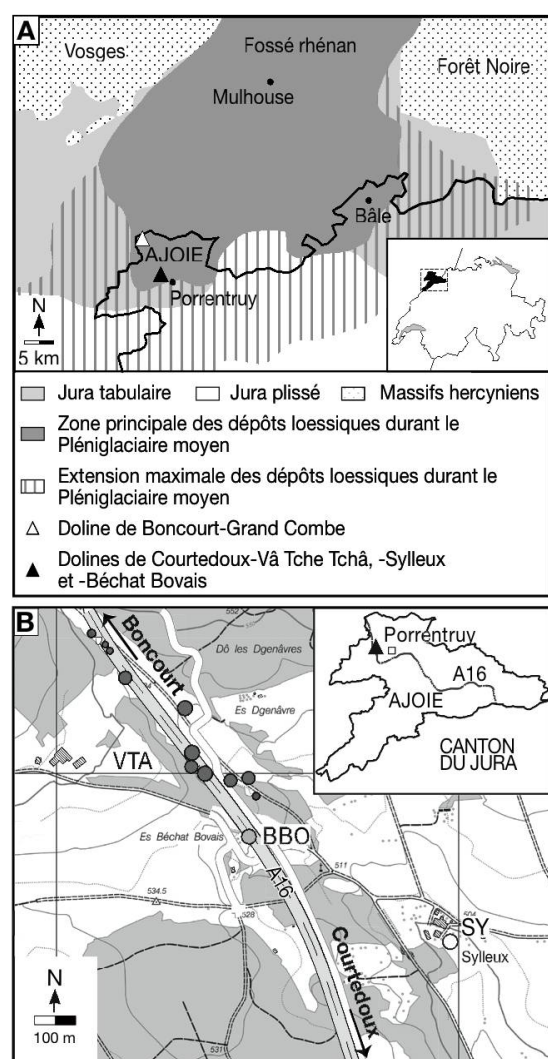 A
Vosges
Fossé rhénan
Forêt Noire
Mulhouse
Bâle
AJOIE
Porrentruy
N
5 km
Jura tabulaire
Jura plissé
Massifs hercyniens
Zone principale des dépôts loessiques durant le
Pléniglaciaire moyen
Extension maximale des dépôts loessiques durant le
Pléniglaciaire moyen
Doline de Boncourt-Grand Combe
Dolines de Courtedoux-Vâ Tche Tchâ, -Sylleux
et -Béchat Bovais
B
Boncourt
552
Dô les Dgenâvres
Es Dgenâvre
VTA
Porrentruy
A16
AJOIE
CANTON
DU JURA
Es Béchat Bovais
BBO
A16
511
534.5
528
504
SY
Sylleux
Courtedoux
N
100 m
531